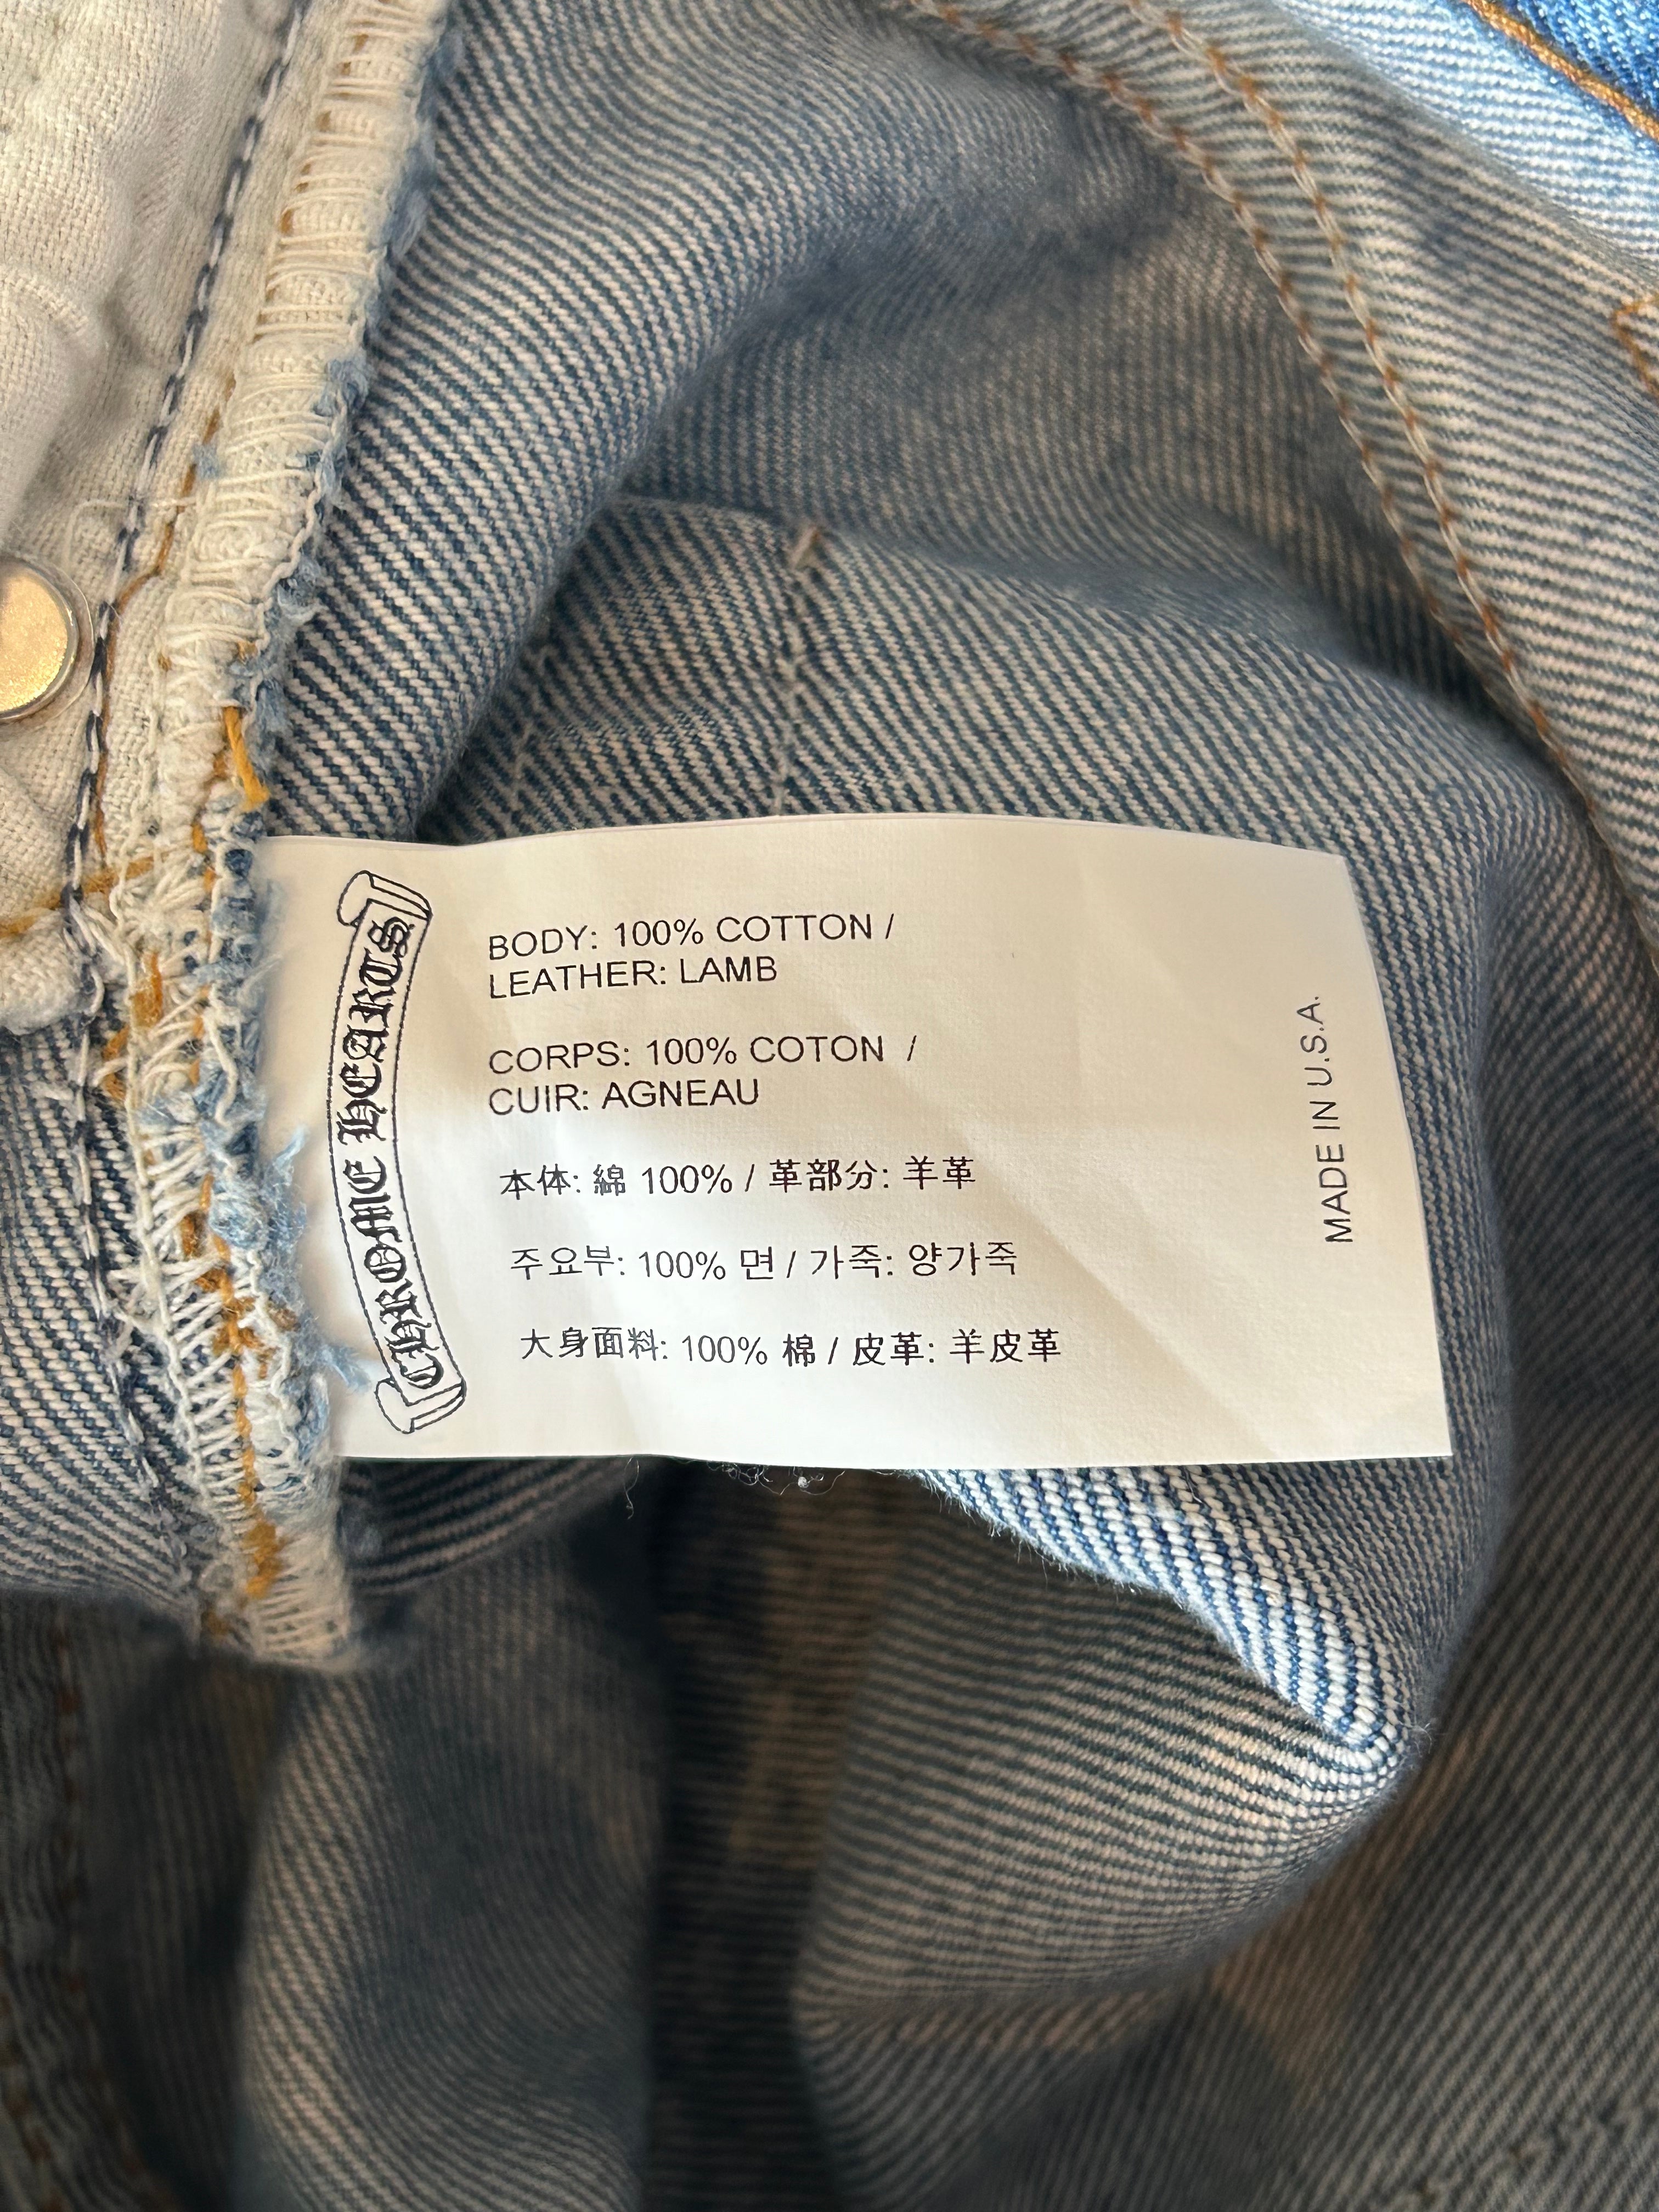 CHROME HEARTS
BODY: 100% COTTON /
LEATHER: LAMB
CORPS: 100% COTON /
CUIR: AGNEAU
本体: 綿 100% / 革部分: 羊革
주요부: 100% 면 / 가죽: 양가죽
大身面料: 100% 棉 / 皮革: 羊皮革
MADE IN U.S.A.